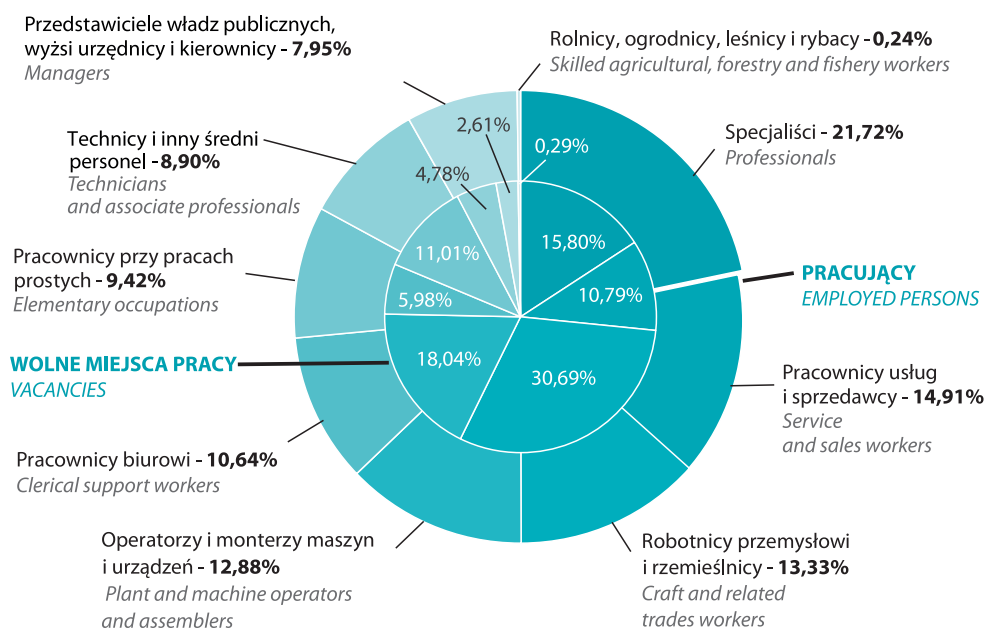 Przedstawiciele władz publicznych,
wyżsi urzędnicy i kierownicy - 7,95%
Managers
Rolnicy, ogrodnicy, leśnicy i rybacy - 0,24%
Skilled agricultural, forestry and fishery workers
Technicy i inny średni
personel - 8,90%
Technicians
and associate professionals
Specjaliści - 21,72%
Professionals
Pracownicy przy pracach
prostych - 9,42%
Elementary occupations
PRACUJĄCY
EMPLOYED PERSONS
WOLNE MIEJSCA PRACY
VACANCIES
Pracownicy usług
i sprzedawcy - 14,91%
Service
and sales workers
Pracownicy biurowi - 10,64%
Clerical support workers
Operatorzy i monterzy maszyn
i urządzeń - 12,88%
Plant and machine operators
and assemblers
Robotnicy przemysłowi
i rzemieślnicy - 13,33%
Craft and related
trades workers
2,61%
0,29%
4,78%
15,80%
11,01%
10,79%
5,98%
18,04%
30,69%